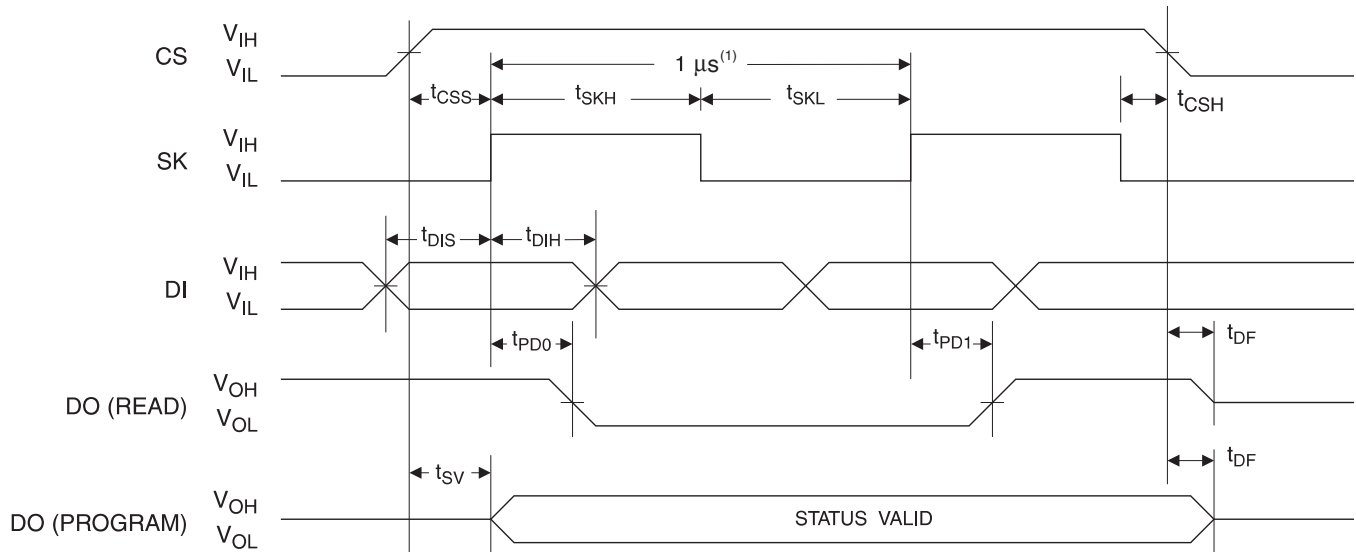 CS
V_IH
V_IL
1 μs(1)
t_CSS
t_SKH
t_SKL
t_CSH
SK
V_IH
V_IL
t_DIS
t_DIH
DI
V_IH
V_IL
t_PD0
t_PD1
t_DF
DO (READ)
V_OH
V_OL
t_SV
t_DF
DO (PROGRAM)
V_OH
V_OL
STATUS VALID